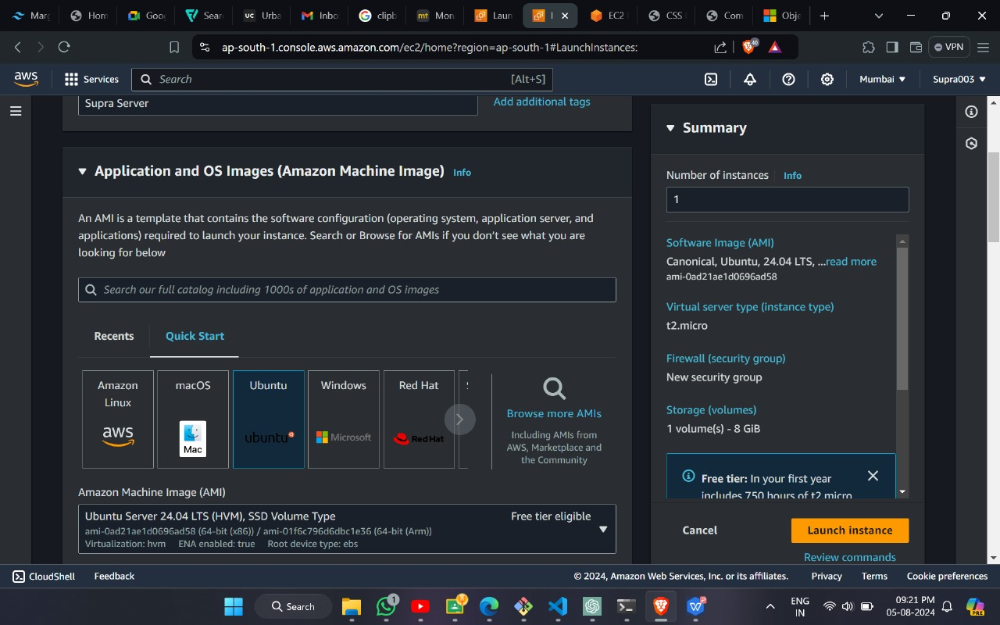 Marg
Hom
Goog
Sear
UC Urba
Inbo
clipb
mt Mon
Laun
I
EC2
CSS
Com
Obje
ap-south-1.console.aws.amazon.com/ec2/home?region=ap-south-1#LaunchInstances:
40
VPN
aws
Services
Search
[Alt+S]
Mumbai ▼
Supra003 ▼
Supra Server
Add additional tags
▼ Summary
▼ Application and OS Images (Amazon Machine Image) Info
Number of instances Info
1
An AMI is a template that contains the software configuration (operating system, application server, and
applications) required to launch your instance. Search or Browse for AMIs if you don’t see what you are
looking for below
Software Image (AMI)
Canonical, Ubuntu, 24.04 LTS, ...read more
ami-0ad21ae1d0696ad58
Search our full catalog including 1000s of application and OS images
Virtual server type (instance type)
t2.micro
Recents
Quick Start
Firewall (security group)
New security group
Amazon
Linux
aws
macOS
Mac
Ubuntu
ubuntu
Windows
Microsoft
Red Hat
Red Hat
Browse more AMIs
Including AMIs from
AWS, Marketplace and
the Community
Storage (volumes)
1 volume(s) - 8 GiB
Free tier: In your first year
includes 750 hours of t2.micro
Amazon Machine Image (AMI)
Ubuntu Server 24.04 LTS (HVM), SSD Volume Type
Free tier eligible
ami-0ad21ae1d0696ad58 (64-bit (x86)) / ami-01f6c796d6dbc1e36 (64-bit (Arm))
Virtualization: hvm ENA enabled: true Root device type: ebs
Cancel
Launch instance
Review commands
CloudShell
Feedback
© 2024, Amazon Web Services, Inc. or its affiliates.
Privacy
Terms
Cookie preferences
Search
1
2
ENG
IN
09:21 PM
05-08-2024
PRE